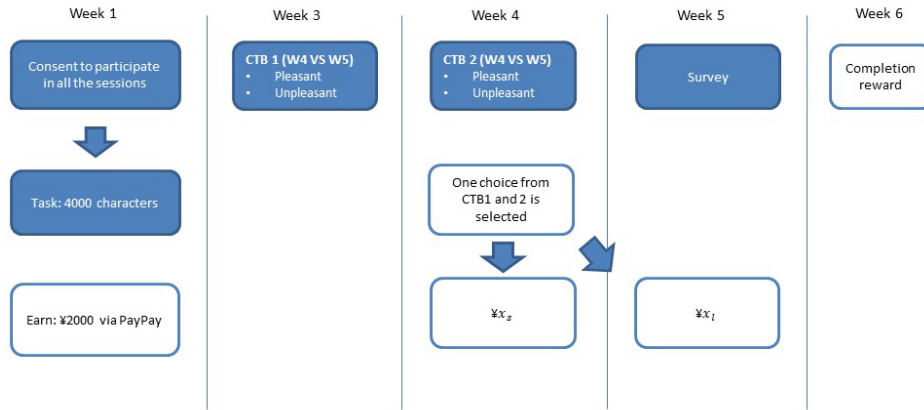 Week 1
Week 3
Week 4
Week 5
Week 6
Consent to participate
in all the sessions
CTB 1 (W4 VS W5)
• Pleasant
• Unpleasant
CTB 2 (W4 VS W5)
• Pleasant
• Unpleasant
Survey
Completion
reward
Task: 4000 characters
One choice from
CTB1 and 2 is
selected
Earn: ¥2000 via PayPay
¥xₛ
¥xₗ